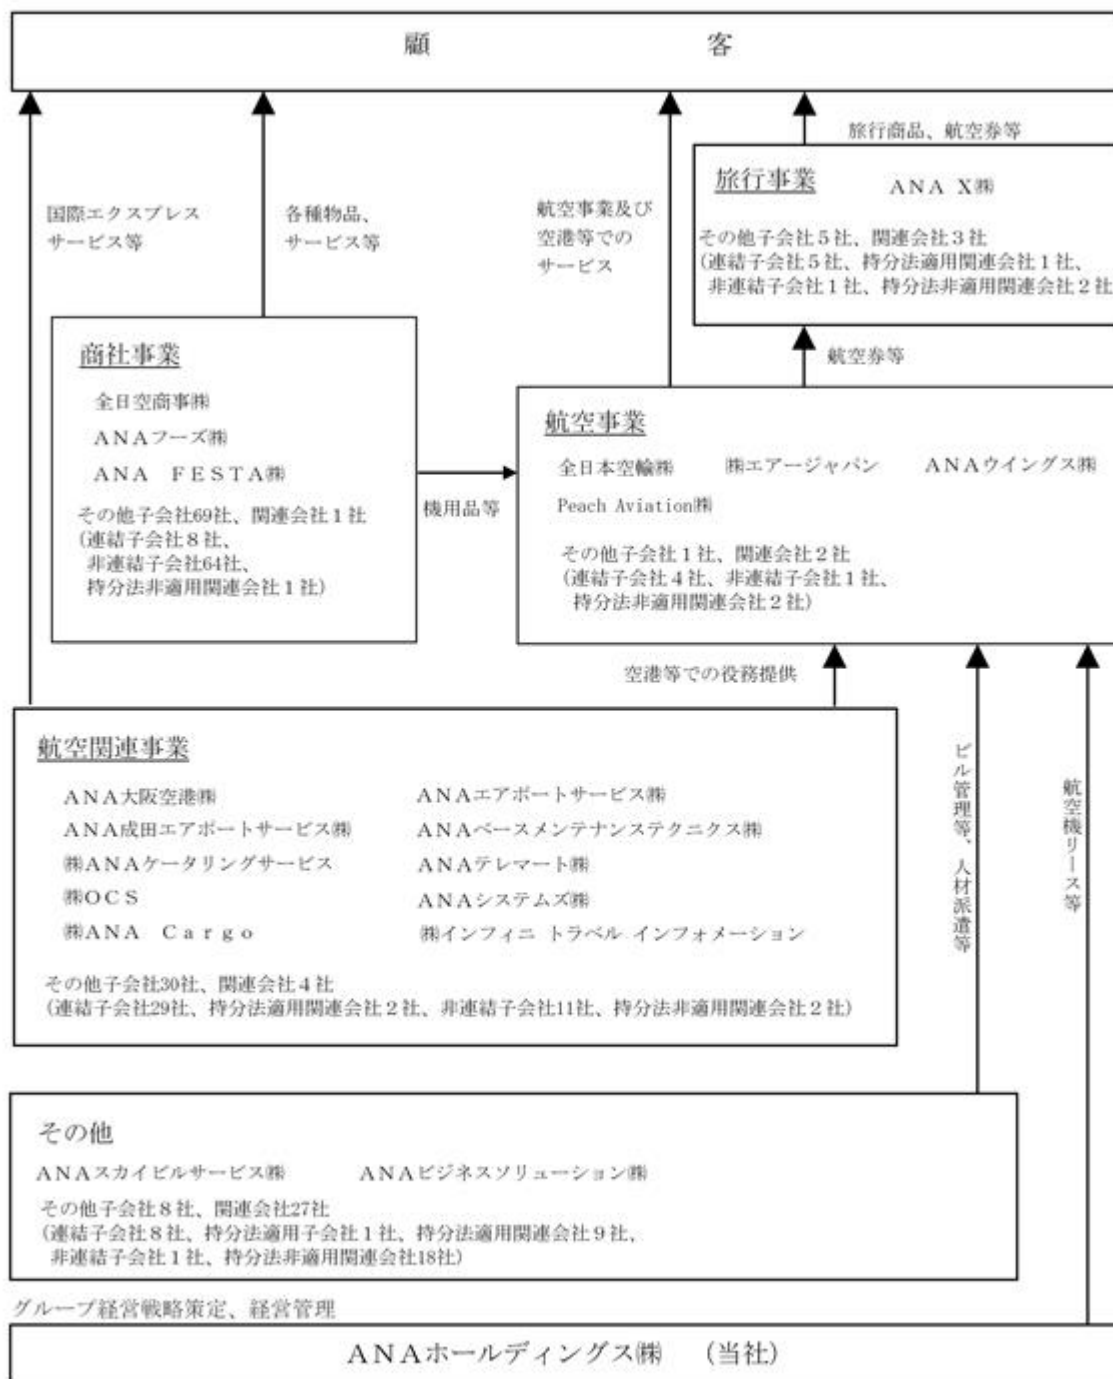 顧客
旅行商品、航空券等
国際エクスプレス
サービス等
各種物品、
サービス等
航空事業及び
空港等での
サービス
旅行事業 ANA X㈱
その他子会社5社、関連会社3社
(連結子会社5社、持分法適用関連会社1社、
非連結子会社1社、持分法非適用関連会社2社
航空券等
商社事業
全日空商事㈱
ANAフーズ㈱
ANA FESTA㈱
その他子会社69社、関連会社1社
(連結子会社8社、
非連結子会社64社、
持分法非適用関連会社1社)
機用品等
航空事業
全日本空輸㈱ ㈱エアージャパン ANAウイングス㈱
Peach Aviation㈱
その他子会社1社、関連会社2社
(連結子会社4社、非連結子会社1社、
持分法非適用関連会社2社)
空港等での役務提供
ビル管理等、人材派遣等
航空機リース等
航空関連事業
ANA大阪空港㈱ ANAエアポートサービス㈱
ANA成田エアポートサービス㈱ ANAベースメンテナンステクニクス㈱
㈱ANAケータリングサービス ANAテレマート㈱
㈱OCS ANAシステムズ㈱
㈱ANA Cargo ㈱インフィニ トラベル インフォメーション
その他子会社30社、関連会社4社
(連結子会社29社、持分法適用関連会社2社、非連結子会社11社、持分法非適用関連会社2社)
その他
ANAスカイビルサービス㈱ ANAビジネスソリューション㈱
その他子会社8社、関連会社27社
(連結子会社8社、持分法適用子会社1社、持分法適用関連会社9社、
非連結子会社1社、持分法非適用関連会社18社)
グループ経営戦略策定、経営管理
ANAホールディングス㈱ (当社)